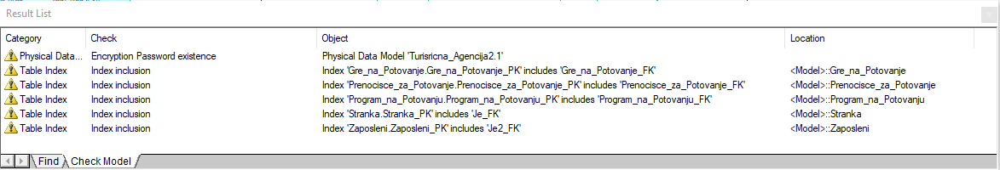 Result List
Category Check Object Location
Physical Data... Encryption Password existence Physical Data Model 'Turisricna_Agencija2.1'
Table Index Index inclusion Index 'Gre_na_Potovanje.Gre_na_Potovanje_PK' includes 'Gre_na_Potovanje_FK' <Model>::Gre_na_Potovanje
Table Index Index inclusion Index 'Prenocisce_za_Potovanje.Prenocisce_za_Potovanje_PK' includes 'Prenocisce_za_Potovanje_FK' <Model>::Prenocisce_za_Potovanje
Table Index Index inclusion Index 'Program_na_Potovanju.Program_na_Potovanju_PK' includes 'Program_na_Potovanju_FK' <Model>::Program_na_Potovanju
Table Index Index inclusion Index 'Stranka.Stranka_PK' includes 'Je_FK' <Model>::Stranka
Table Index Index inclusion Index 'Zaposleni.Zaposleni_PK' includes 'Je2_FK' <Model>::Zaposleni
Find Check Model